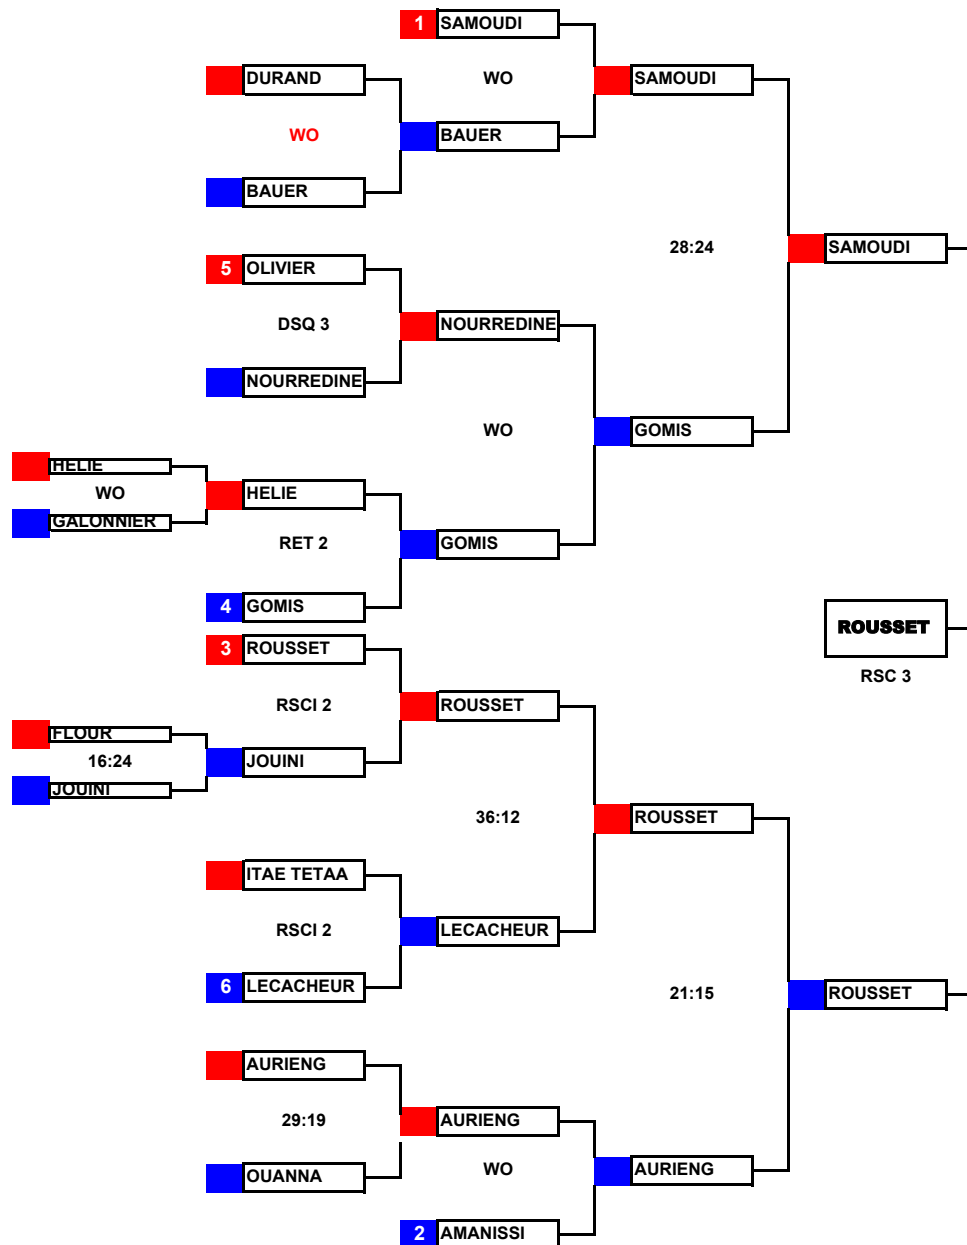 1 SAMOUDI
DURAND
WO
SAMOUDI
WO
BAUER
BAUER
28:24
SAMOUDI
5 OLIVIER
DSQ 3
NOURREDINE
NOURREDINE
WO
GOMIS
HELIE
WO
HELIE
GALONNIER
RET 2
GOMIS
4 GOMIS
ROUSSET
3 ROUSSET
RSC 3
RSCI 2
ROUSSET
FLOUR
16:24
JOUINI
JOUINI
36:12
ROUSSET
ITAE TETAA
RSCI 2
LECACHEUR
6 LECACHEUR
21:15
ROUSSET
AURIENG
29:19
AURIENG
OUANNA
WO
AURIENG
2 AMANISSI